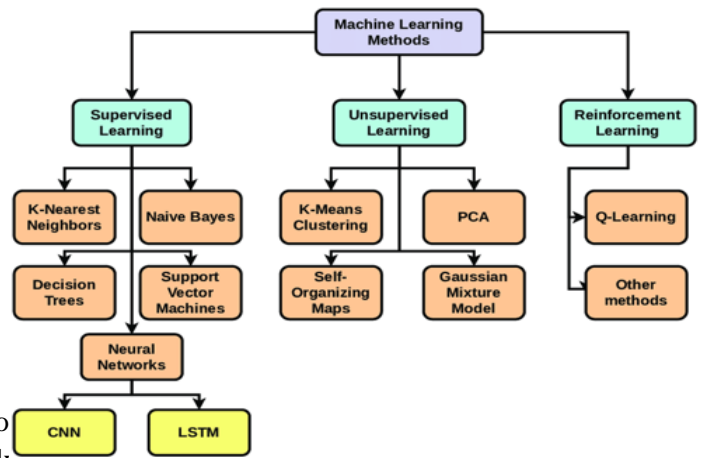 Machine Learning
Methods
Supervised
Learning
Unsupervised
Learning
Reinforcement
Learning
K-Nearest
Neighbors
Naive Bayes
K-Means
Clustering
PCA
Q-Learning
Decision
Trees
Support
Vector
Machines
Self-
Organizing
Maps
Gaussian
Mixture
Model
Other
methods
Neural
Networks
CNN
LSTM